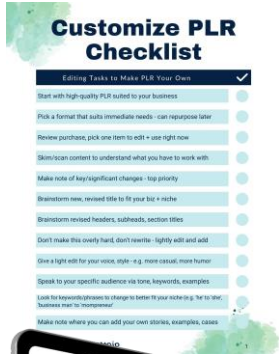 Customize PLR
Checklist
Editing Tasks to Make PLR Your Own
Start with high-quality PLR suited to your business
Pick a format that suits immediate needs - can repurpose later
Review purchase, pick one item to edit + use right now
Skim/scan content to understand what you have to work with
Make note of key/significant changes - top priority
Brainstorm new, revised title to fit your biz + niche
Brainstorm revised headers, subheads, section titles
Don't make this overly hard, don't rewrite - lightly edit and add
Give a light edit for your voice, style - e.g. more casual, more humor
Speak to your specific audience via tone, keywords, examples
Look for keywords/phrases to change to better fit your niche (e.g. 'he' to 'she',
'business man' to 'mompreneur'
Make note where you can add your own stories, examples, cases
1